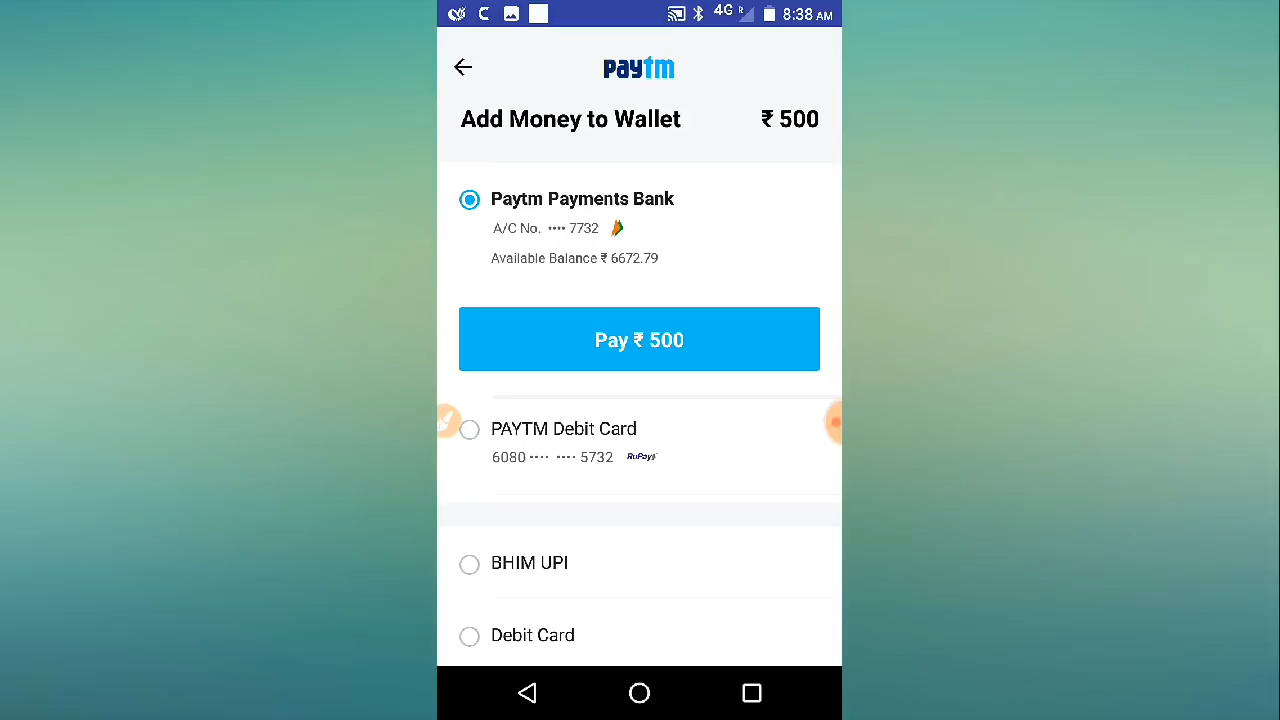 4G R 8:38 AM
paytm
Add Money to Wallet ₹ 500
Paytm Payments Bank
A/C No. •••• 7732
Available Balance ₹ 6672.79
Pay ₹ 500
PAYTM Debit Card
6080 •••• •••• 5732 RuPay
BHIM UPI
Debit Card